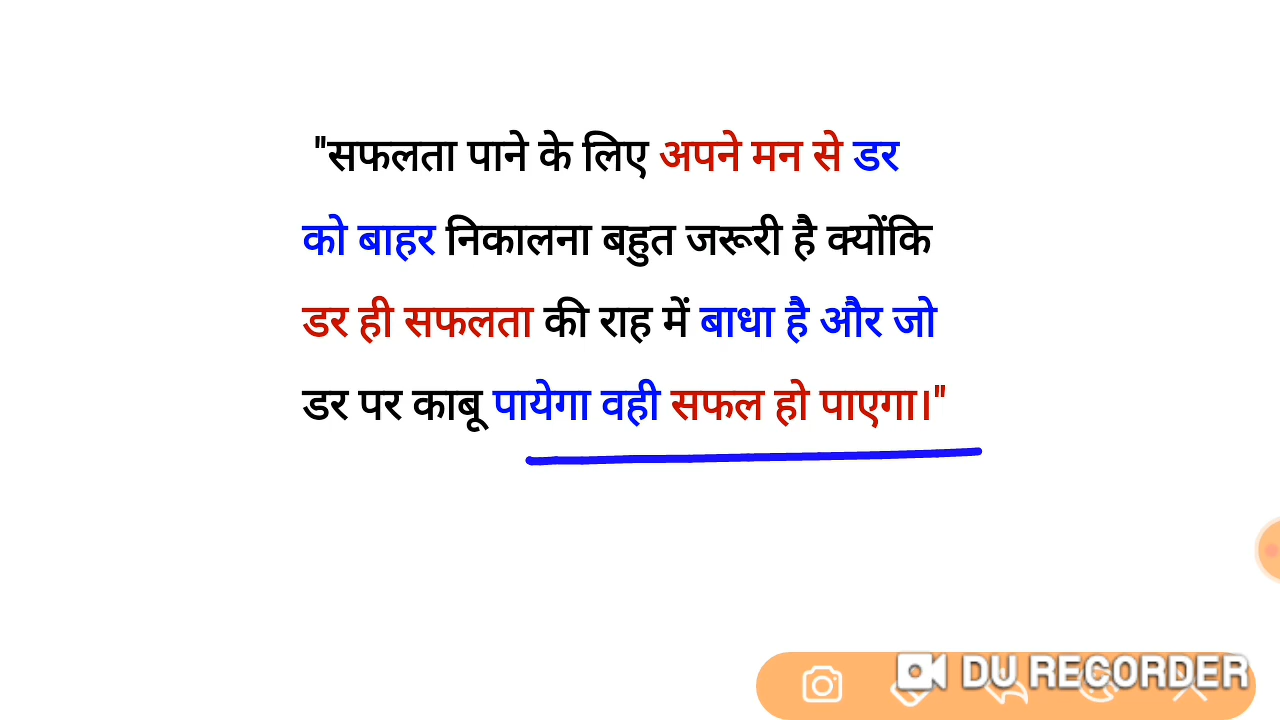 "सफलता पाने के लिए अपने मन से डर
को बाहर निकालना बहुत जरूरी है क्योंकि
डर ही सफलता की राह में बाधा है और जो
डर पर काबू पायेगा वही सफल हो पाएगा।"
DU RECORDER